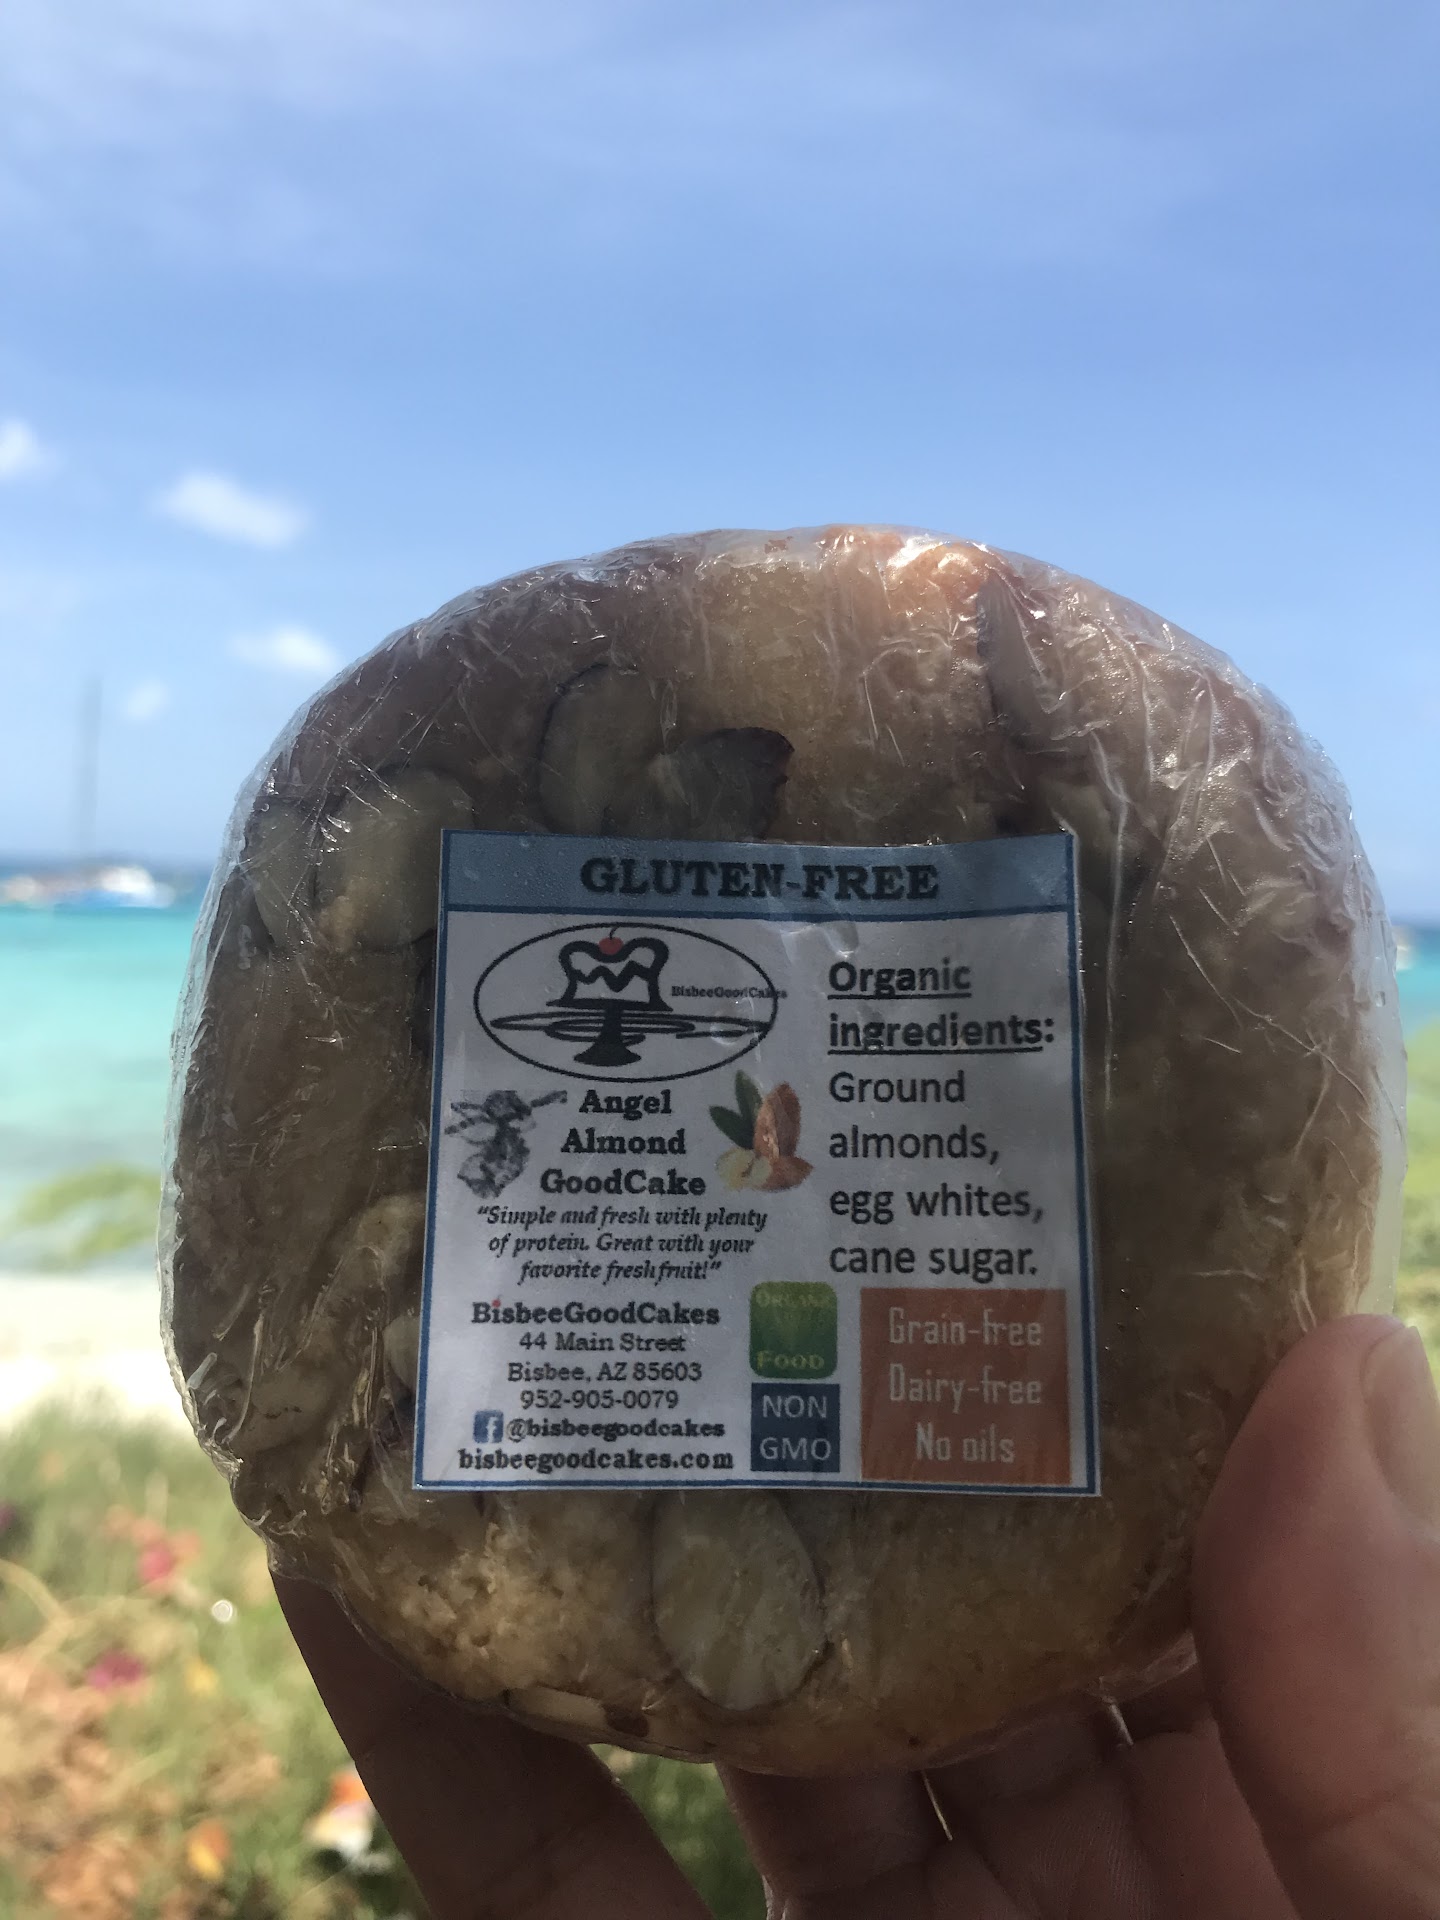 GLUTEN-FREE
BisbeeGoodCakes
Angel
Almond
GoodCake
"Simple and fresh with plenty
of protein. Great with your
favorite fresh fruit!"
BisbeeGoodCakes
44 Main Street
Bisbee, AZ 85603
952-905-0079
@bisbeegoodcakes
bisbeegoodcakes.com
Organic
ingredients:
Ground
almonds,
egg whites,
cane sugar.
ORGANIC
FOOD
NON
GMO
Grain-free
Dairy-free
No oils